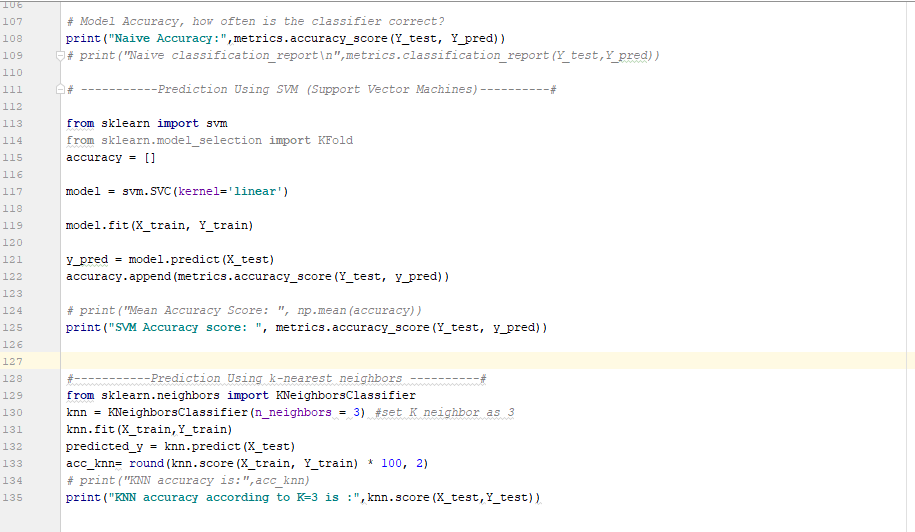 106
107 # Model Accuracy, how often is the classifier correct?
108 print("Naive Accuracy:",metrics.accuracy_score(Y_test, Y_pred))
109 # print("Naive classification_report\n",metrics.classification_report(Y_test,Y_pred))
110
111 # -----------Prediction Using SVM (Support Vector Machines)----------#
112
113 from sklearn import svm
114 from sklearn.model_selection import KFold
115 accuracy = []
116
117 model = svm.SVC(kernel='linear')
118
119 model.fit(X_train, Y_train)
120
121 y_pred = model.predict(X_test)
122 accuracy.append(metrics.accuracy_score(Y_test, y_pred))
123
124 # print("Mean Accuracy Score: ", np.mean(accuracy))
125 print("SVM Accuracy score: ", metrics.accuracy_score(Y_test, y_pred))
126
127
128 #-----------Prediction Using k-nearest neighbors ----------#
129 from sklearn.neighbors import KNeighborsClassifier
130 knn = KNeighborsClassifier(n_neighbors = 3) #set K neighbor as 3
131 knn.fit(X_train,Y_train)
132 predicted_y = knn.predict(X_test)
133 acc_knn= round(knn.score(X_train, Y_train) * 100, 2)
134 # print("KNN accuracy is:",acc_knn)
135 print("KNN accuracy according to K=3 is :",knn.score(X_test,Y_test))